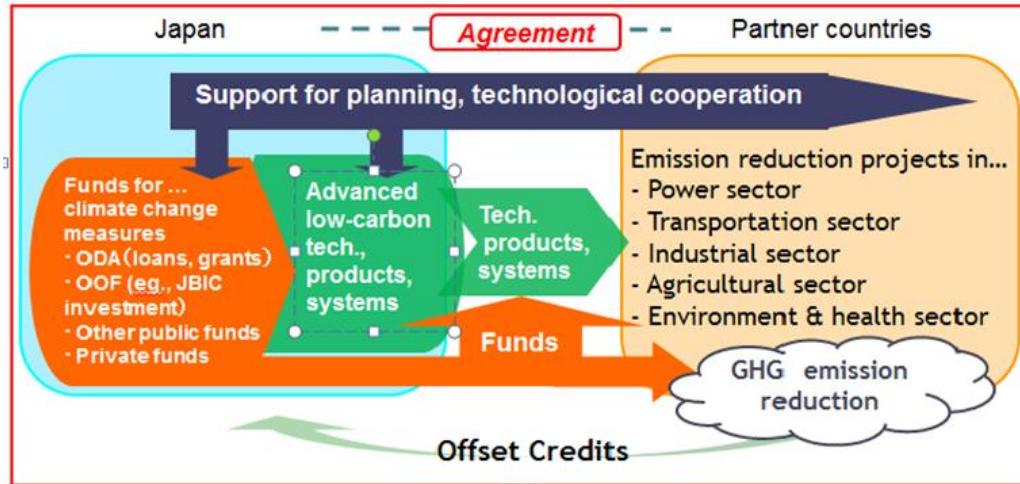 Japan
Agreement
Partner countries
Support for planning, technological cooperation
Funds for ...
climate change
measures
・ODA(loans, grants)
・OOF (eg., JBIC
investment)
・Other public funds
・Private funds
Advanced
low-carbon
tech.,
products,
systems
Tech.
products,
systems
Funds
Emission reduction projects in...
- Power sector
- Transportation sector
- Industrial sector
- Agricultural sector
- Environment & health sector
GHG emission
reduction
Offset Credits